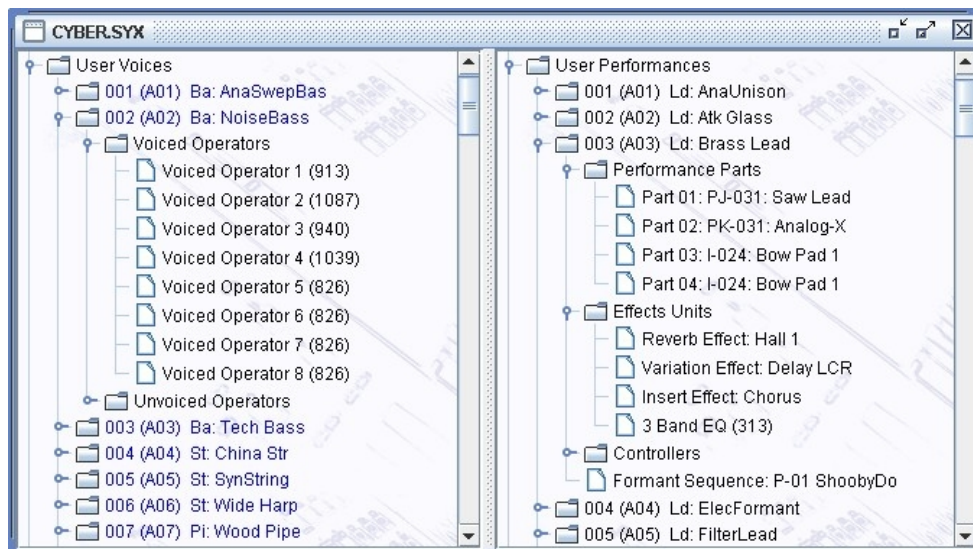 CYBER.SYX
User Voices
001 (A01) Ba: AnaSwepBas
002 (A02) Ba: NoiseBass
Voiced Operators
Voiced Operator 1 (913)
Voiced Operator 2 (1087)
Voiced Operator 3 (940)
Voiced Operator 4 (1039)
Voiced Operator 5 (826)
Voiced Operator 6 (826)
Voiced Operator 7 (826)
Voiced Operator 8 (826)
Unvoiced Operators
003 (A03) Ba: Tech Bass
004 (A04) St: China Str
005 (A05) St: SynString
006 (A06) St: Wide Harp
007 (A07) Pi: Wood Pipe
User Performances
001 (A01) Ld: AnaUnison
002 (A02) Ld: Atk Glass
003 (A03) Ld: Brass Lead
Performance Parts
Part 01: PJ-031: Saw Lead
Part 02: PK-031: Analog-X
Part 03: I-024: Bow Pad 1
Part 04: I-024: Bow Pad 1
Effects Units
Reverb Effect: Hall 1
Variation Effect: Delay LCR
Insert Effect: Chorus
3 Band EQ (313)
Controllers
Formant Sequence: P-01 ShoobyDo
004 (A04) Ld: ElecFormant
005 (A05) Ld: FilterLead